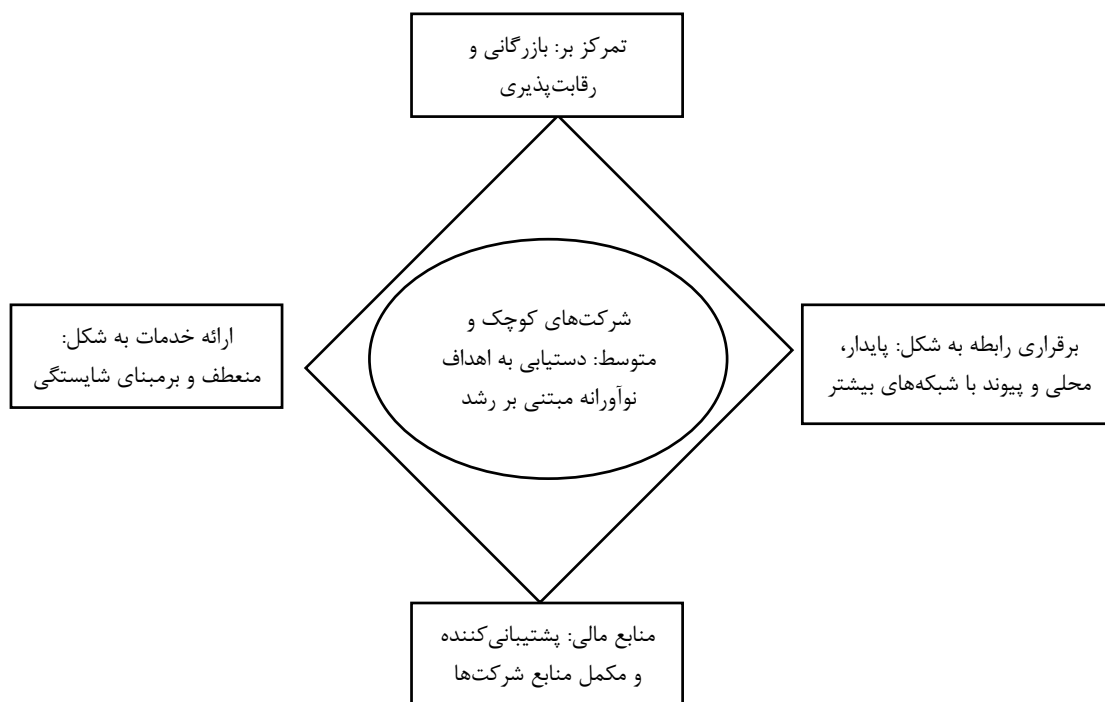 تمرکز بر: بازرگانی و
رقابت‌پذیری
شرکت‌های کوچک و
متوسط: دستیابی به اهداف
نوآورانه مبتنی بر رشد
برقراری رابطه به شکل: پایدار،
محلی و پیوند با شبکه‌های بیشتر
ارائه خدمات به شکل:
منعطف و برمبنای شایستگی
منابع مالی: پشتیبانی‌کننده
و مکمل منابع شرکت‌ها